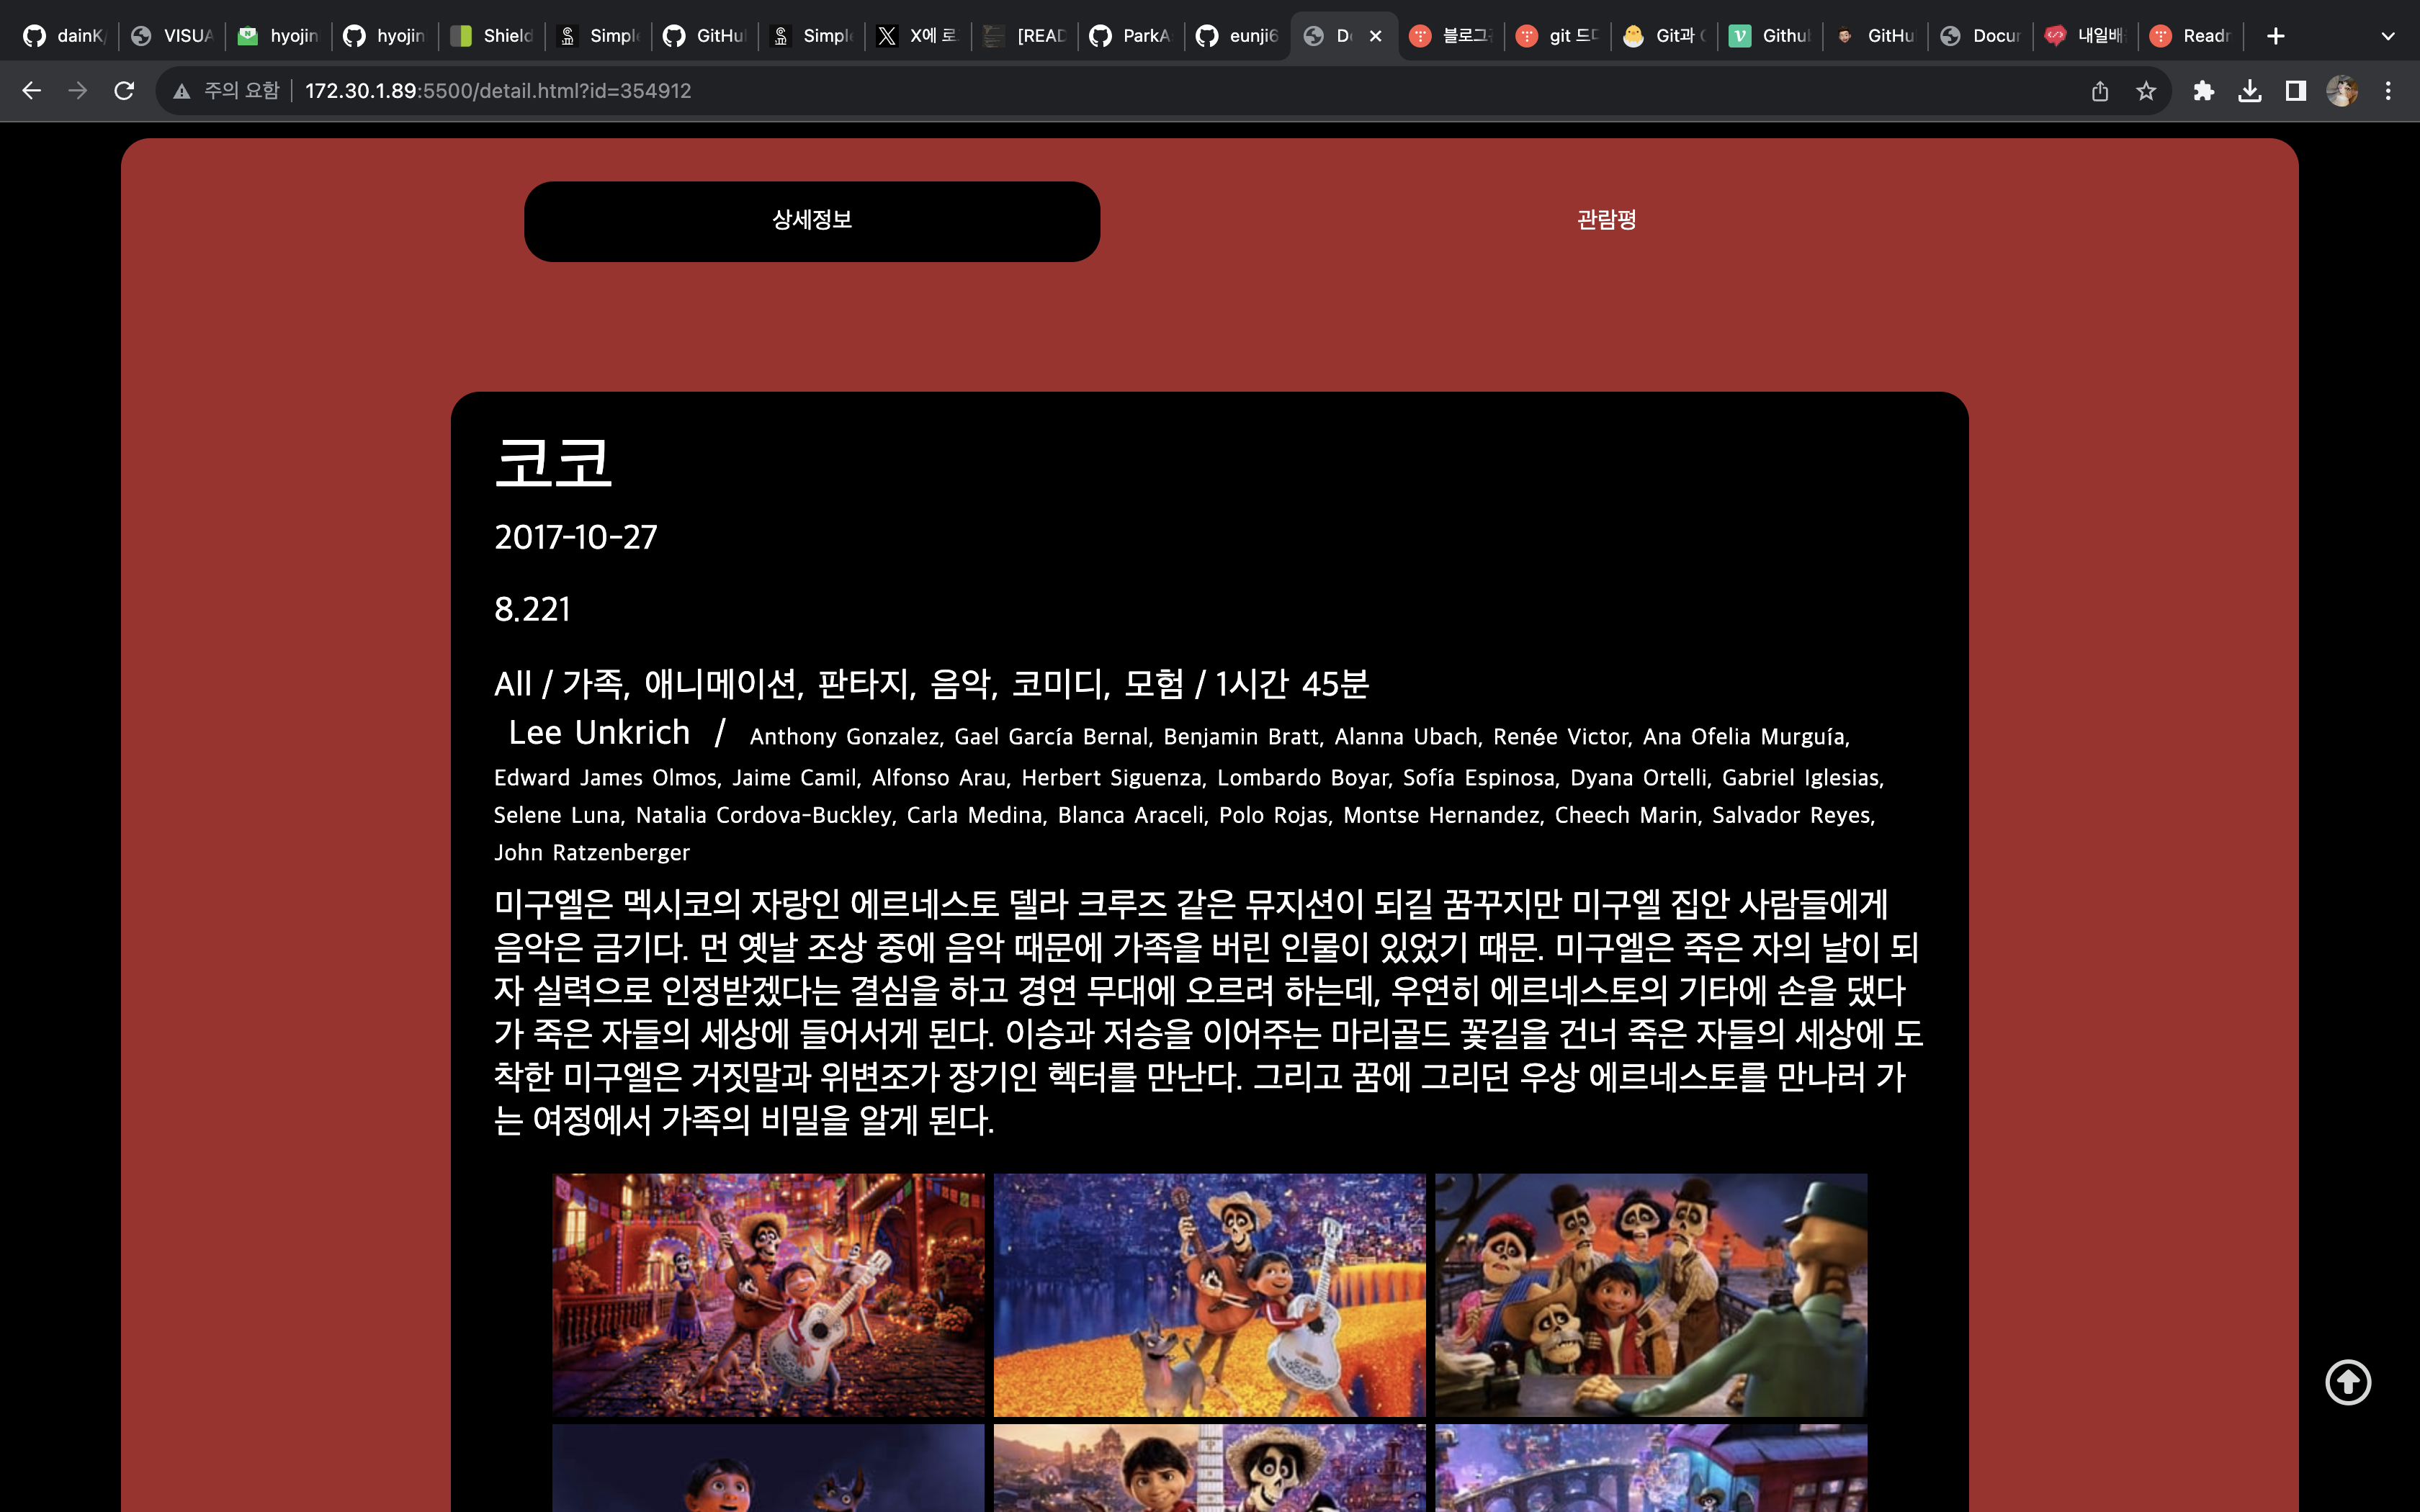 dainK
VISUA
hyojin
hyojin
Shield
Simple
GitHu
Simple
X에 로
[READ
ParkA
eunji6
D
블로그
git 드
Git과
Githu
GitHu
Docur
내일배
Readr
주의 요함
172.30.1.89:5500/detail.html?id=354912
상세정보
관람평
코코
2017-10-27
8.221
All / 가족, 애니메이션, 판타지, 음악, 코미디, 모험 / 1시간 45분
Lee Unkrich / Anthony Gonzalez, Gael García Bernal, Benjamin Bratt, Alanna Ubach, Renée Victor, Ana Ofelia Murguía,
Edward James Olmos, Jaime Camil, Alfonso Arau, Herbert Siguenza, Lombardo Boyar, Sofía Espinosa, Dyana Ortelli, Gabriel Iglesias,
Selene Luna, Natalia Cordova-Buckley, Carla Medina, Blanca Araceli, Polo Rojas, Montse Hernandez, Cheech Marin, Salvador Reyes,
John Ratzenberger
미구엘은 멕시코의 자랑인 에르네스토 델라 크루즈 같은 뮤지션이 되길 꿈꾸지만 미구엘 집안 사람들에게
음악은 금기다. 먼 옛날 조상 중에 음악 때문에 가족을 버린 인물이 있었기 때문. 미구엘은 죽은 자의 날이 되
자 실력으로 인정받겠다는 결심을 하고 경연 무대에 오르려 하는데, 우연히 에르네스토의 기타에 손을 댔다
가 죽은 자들의 세상에 들어서게 된다. 이승과 저승을 이어주는 마리골드 꽃길을 건너 죽은 자들의 세상에 도
착한 미구엘은 거짓말과 위변조가 장기인 헥터를 만난다. 그리고 꿈에 그리던 우상 에르네스토를 만나러 가
는 여정에서 가족의 비밀을 알게 된다.